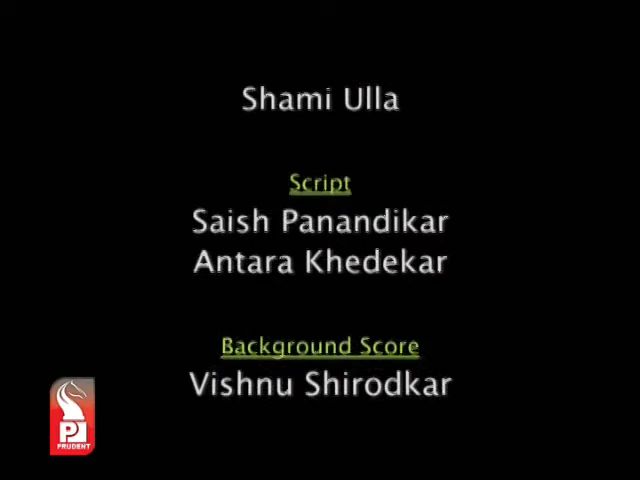 Shami Ulla
Script
Saish Panandikar
Antara Khedekar
Background Score
Vishnu Shirodkar
P
PRUDENT